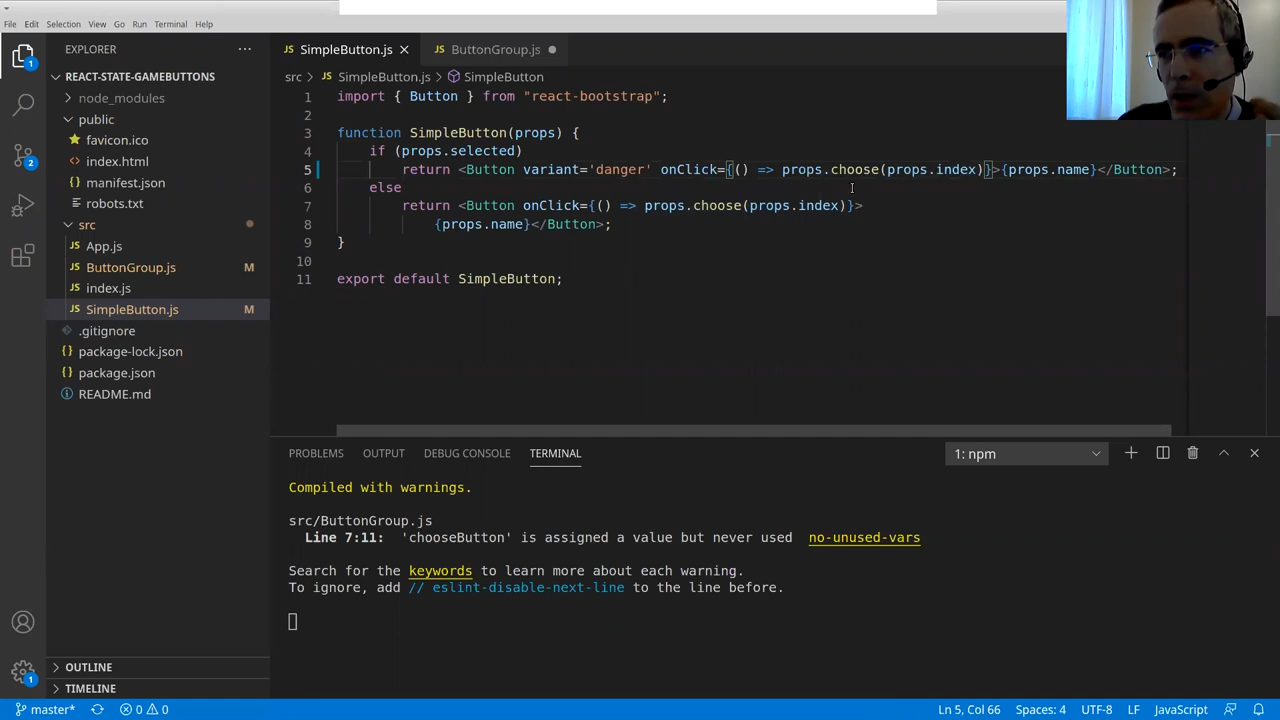 File Edit Selection View Go Run Terminal Help
EXPLORER ···
SimpleButton.js
ButtonGroup.js
src > SimpleButton.js > SimpleButton
REACT-STATE-GAMEBUTTONS
node_modules
public
favicon.ico
index.html
manifest.json
robots.txt
src
App.js
ButtonGroup.js M
index.js
SimpleButton.js M
.gitignore
package-lock.json
package.json
README.md
OUTLINE
TIMELINE
1
2
1
1 import { Button } from "react-bootstrap";
2
3 function SimpleButton(props) {
4 if (props.selected)
5 return <Button variant='danger' onClick={() => props.choose(props.index)}>{props.name}</Button>;
6 else
7 return <Button onClick={() => props.choose(props.index)}>
8 {props.name}</Button>;
9 }
10
11 export default SimpleButton;
PROBLEMS OUTPUT DEBUG CONSOLE TERMINAL 1: npm
Compiled with warnings.
src/ButtonGroup.js
Line 7:11: 'chooseButton' is assigned a value but never used no-unused-vars
Search for the keywords to learn more about each warning.
To ignore, add // eslint-disable-next-line to the line before.
master* 0 0 Ln 5, Col 66 Spaces: 4 UTF-8 LF JavaScript